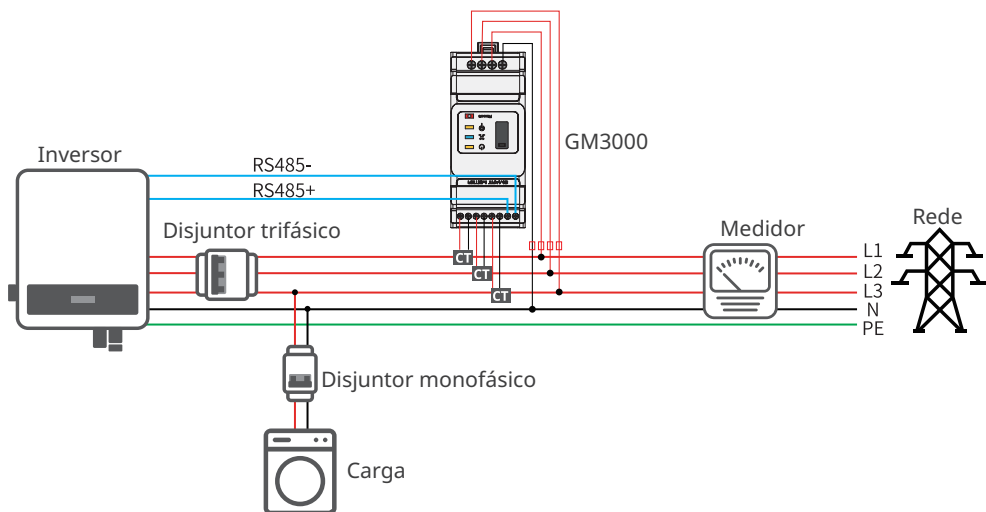 GM3000
Inversor
RS485-
RS485+
Disjuntor trifásico
Medidor
Rede
CT
CT
CT
L1
L2
L3
N
PE
Disjuntor monofásico
Carga